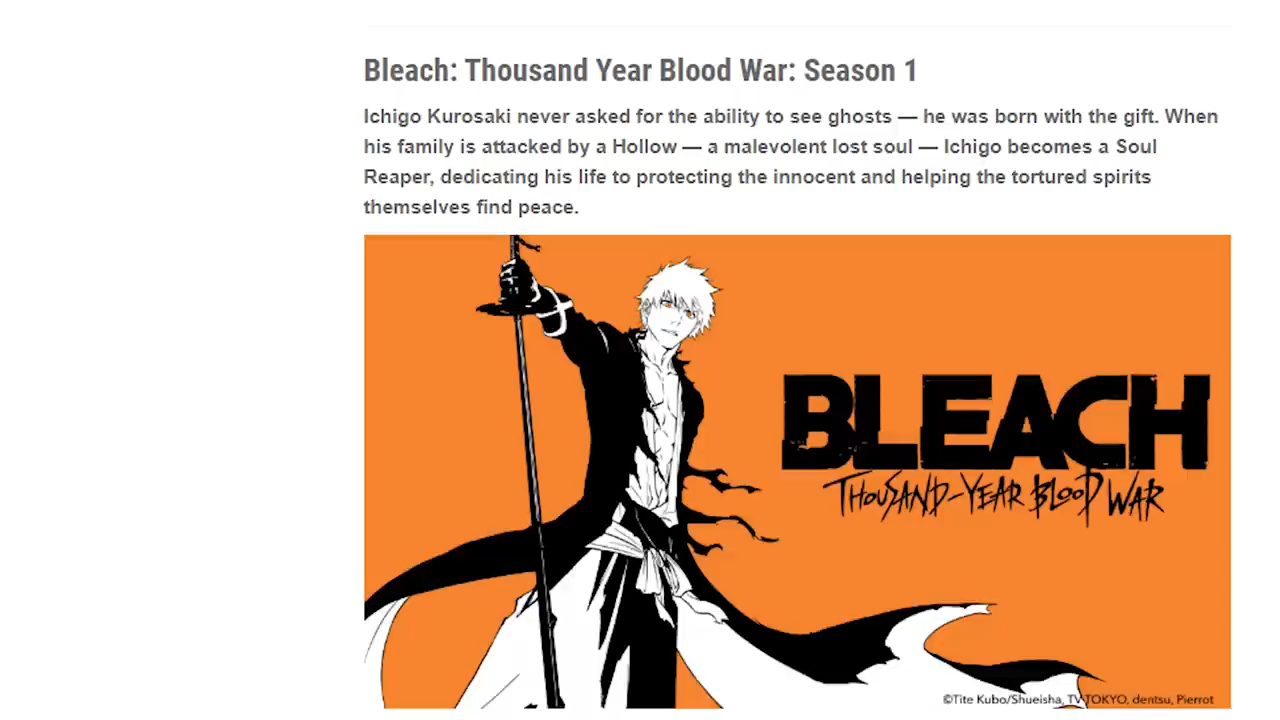 Bleach: Thousand Year Blood War: Season 1
Ichigo Kurosaki never asked for the ability to see ghosts — he was born with the gift. When
his family is attacked by a Hollow — a malevolent lost soul — Ichigo becomes a Soul
Reaper, dedicating his life to protecting the innocent and helping the tortured spirits
themselves find peace.
BLEACH
THOUSAND-YEAR BLOOD WAR
©Tite Kubo/Shueisha, TV TOKYO, dentsu, Pierrot